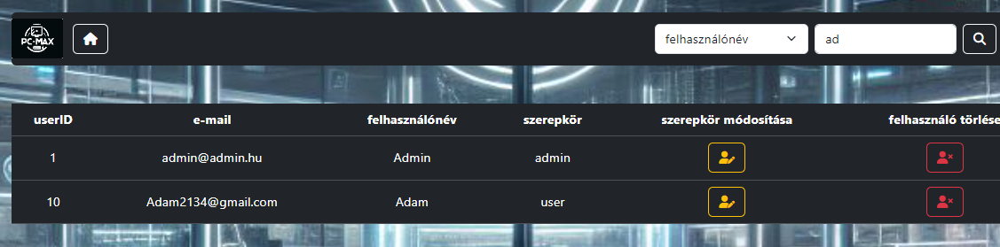 PC-MAX
felhasználónév ad
userID e-mail felhasználónév szerepkör szerepkör módosítása felhasználó törlése
1 admin@admin.hu Admin admin
10 Adam2134@gmail.com Adam user